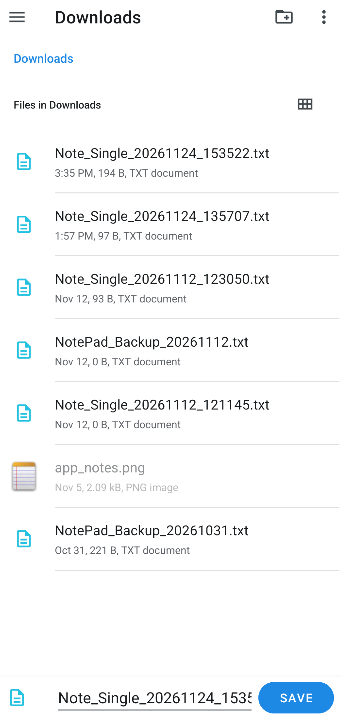 Downloads
Downloads
Files in Downloads
Note_Single_20261124_153522.txt
3:35 PM, 194 B, TXT document
Note_Single_20261124_135707.txt
1:57 PM, 97 B, TXT document
Note_Single_20261112_123050.txt
Nov 12, 93 B, TXT document
NotePad_Backup_20261112.txt
Nov 12, 0 B, TXT document
Note_Single_20261112_121145.txt
Nov 12, 0 B, TXT document
app_notes.png
Nov 5, 2.09 kB, PNG image
NotePad_Backup_20261031.txt
Oct 31, 221 B, TXT document
Note_Single_20261124_1535
SAVE